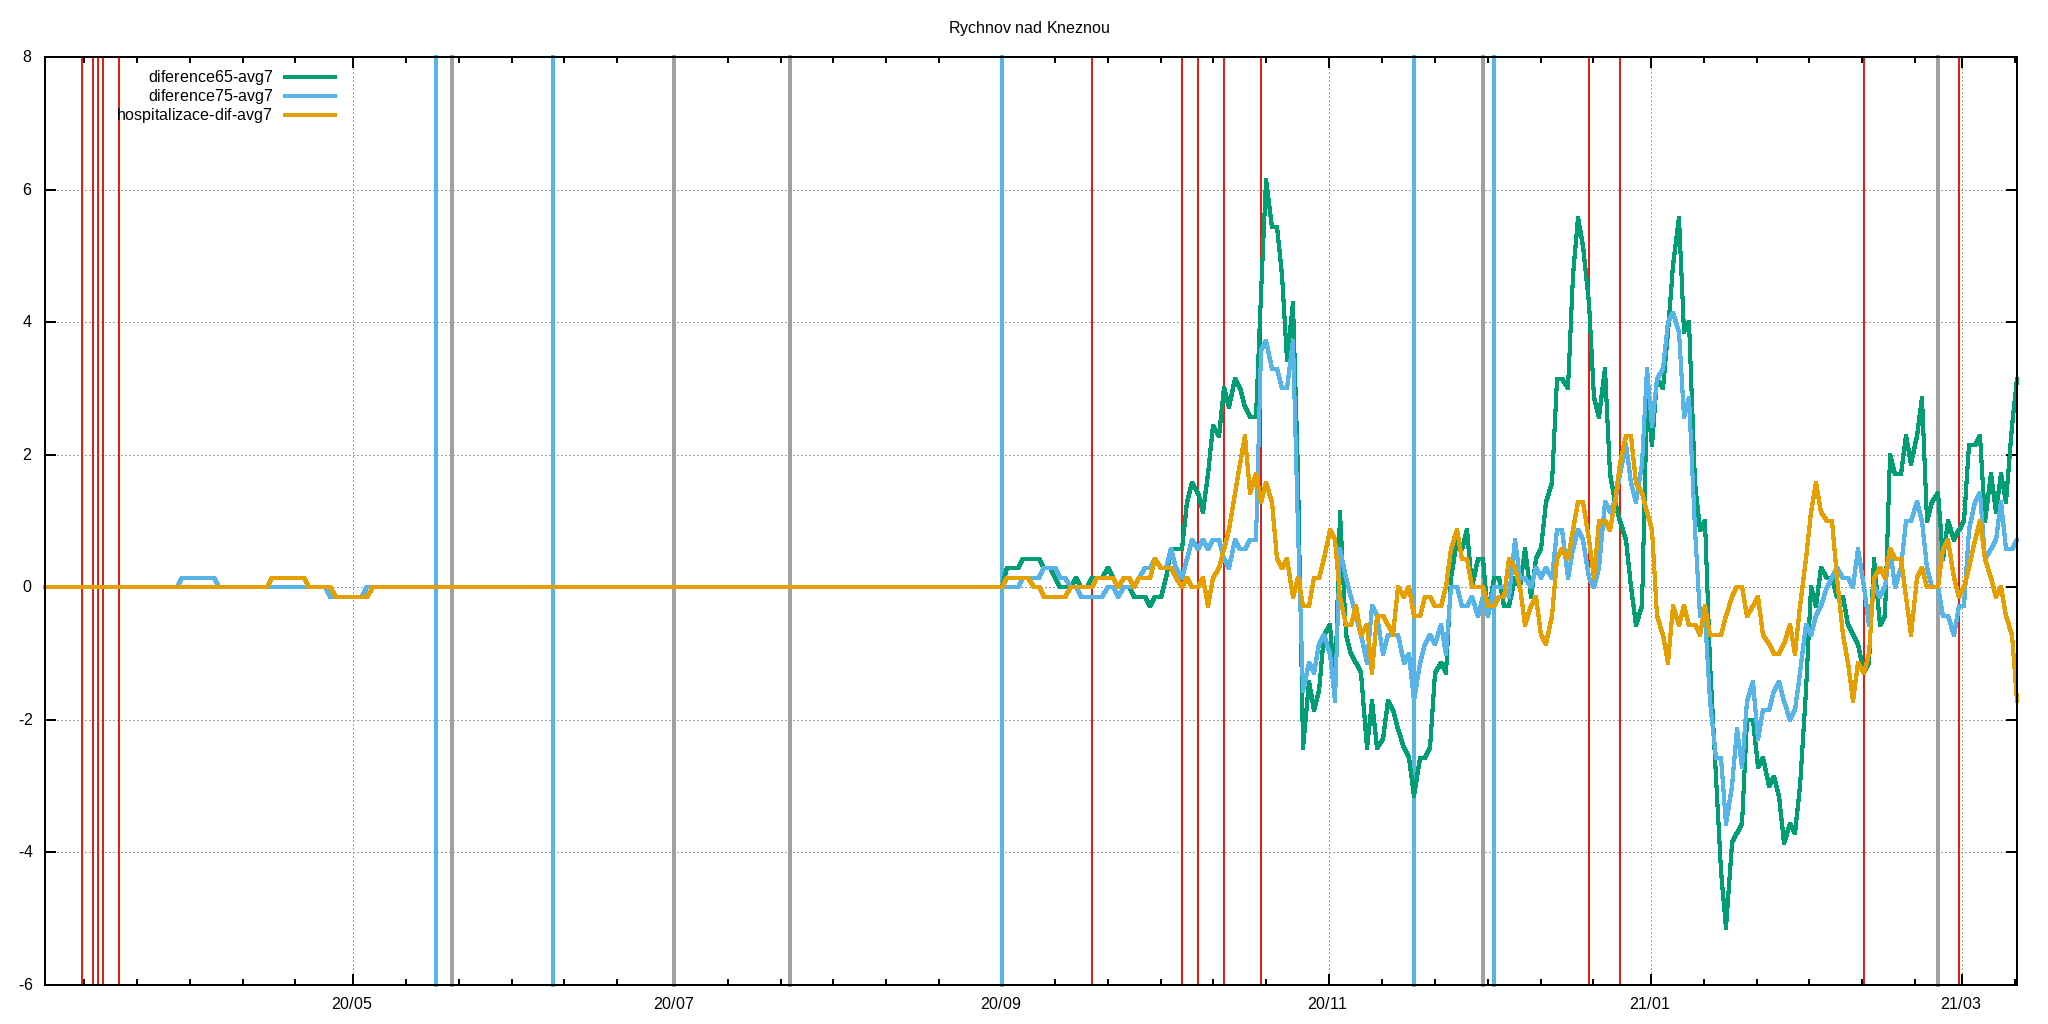 Rychnov nad Kneznou
8
diference65-avg7
diference75-avg7
hospitalizace-dif-avg7
6
4
2
0
-2
-4
-6
20/05 20/07 20/09 20/11 21/01 21/03